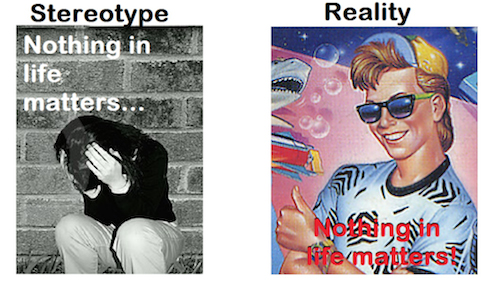 Stereotype
Nothing in
life
matters...
Reality
Nothing in
life matters!